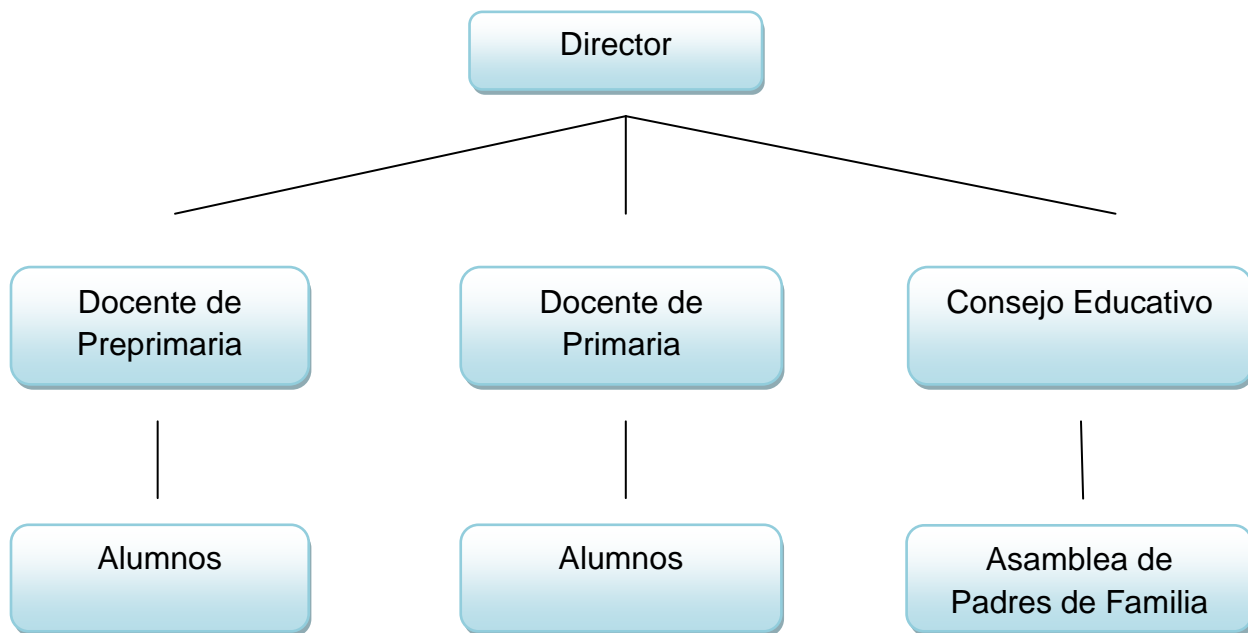 Director
Docente de
Preprimaria
Docente de
Primaria
Consejo Educativo
Alumnos
Alumnos
Asamblea de
Padres de Familia